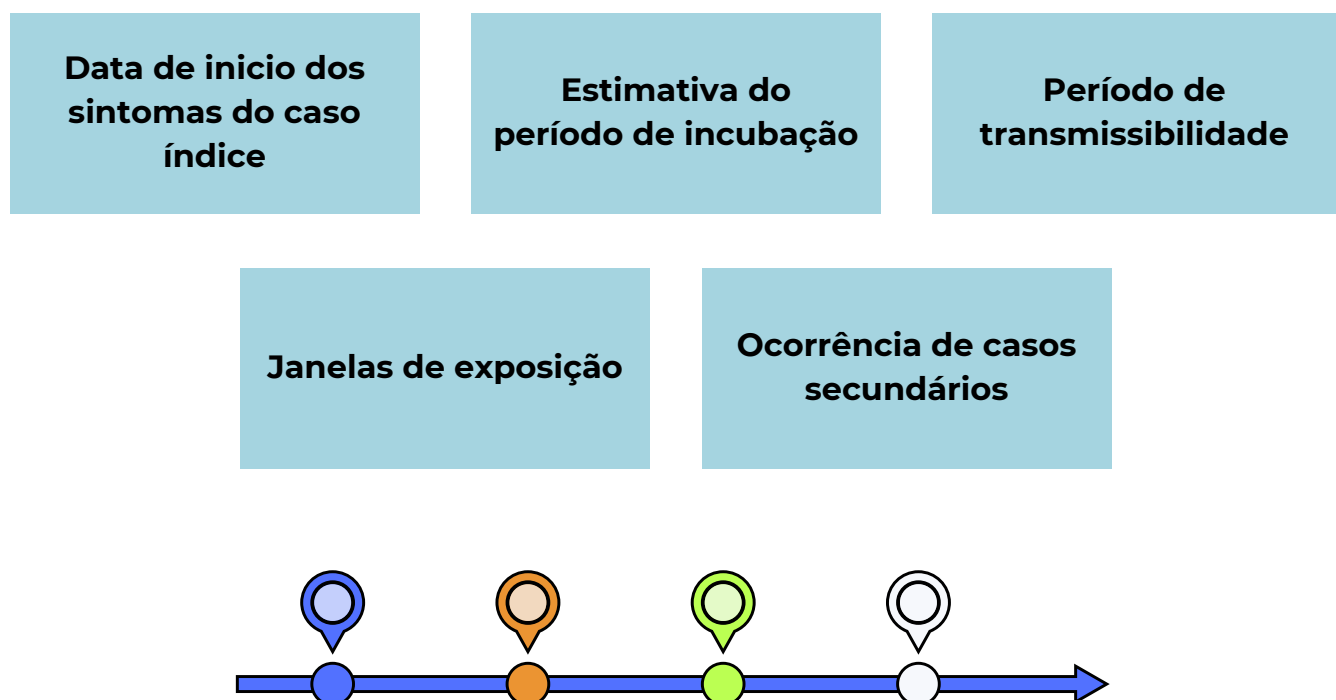 Data de inicio dos
sintomas do caso
índice
Estimativa do
período de incubação
Período de
transmissibilidade
Janelas de exposição
Ocorrência de casos
secundários